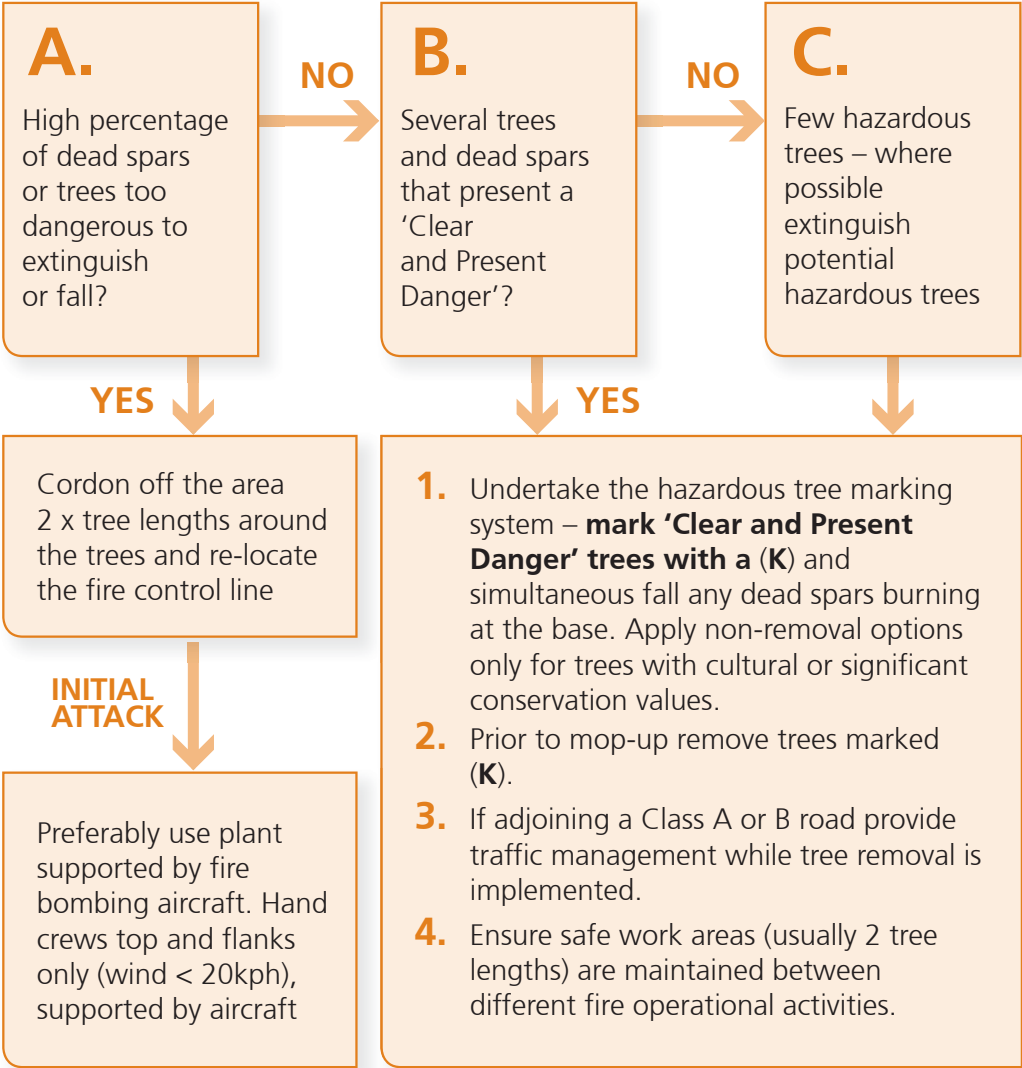 A.
High percentage
of dead spars
or trees too
dangerous to
extinguish
or fall?
NO
B.
Several trees
and dead spars
that present a
‘Clear
and Present
Danger’?
NO
C.
Few hazardous
trees – where
possible
extinguish
potential
hazardous trees
YES
YES
Cordon off the area
2 x tree lengths around
the trees and re-locate
the fire control line
INITIAL
ATTACK
Preferably use plant
supported by fire
bombing aircraft. Hand
crews top and flanks
only (wind < 20kph),
supported by aircraft
1. Undertake the hazardous tree marking
system – mark ‘Clear and Present
Danger’ trees with a (K) and
simultaneous fall any dead spars burning
at the base. Apply non-removal options
only for trees with cultural or significant
conservation values.
2. Prior to mop-up remove trees marked
(K).
3. If adjoining a Class A or B road provide
traffic management while tree removal is
implemented.
4. Ensure safe work areas (usually 2 tree
lengths) are maintained between
different fire operational activities.